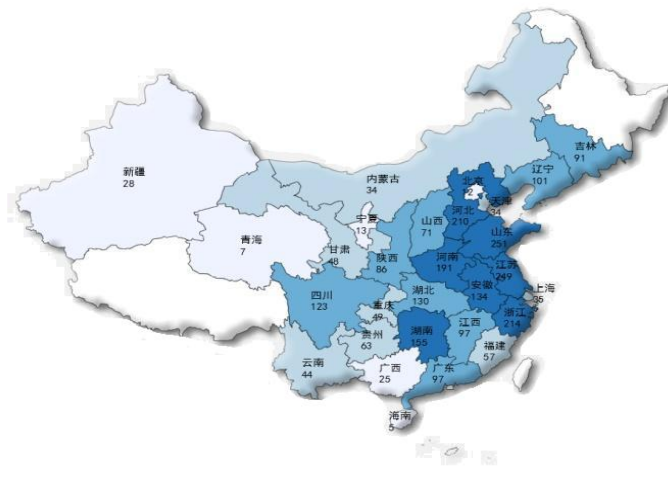 吉林
91
辽宁
101
新疆
28
内蒙古
34
北京
天津
34
河北
210
宁夏
13
山西
71
山东
251
青海
7
甘肃
48
陕西
86
河南
191
江苏
249
安徽
134
上海
35
四川
123
湖北
130
重庆
49
浙江
214
贵州
63
湖南
155
江西
97
福建
57
云南
44
广西
25
广东
97
海南
5